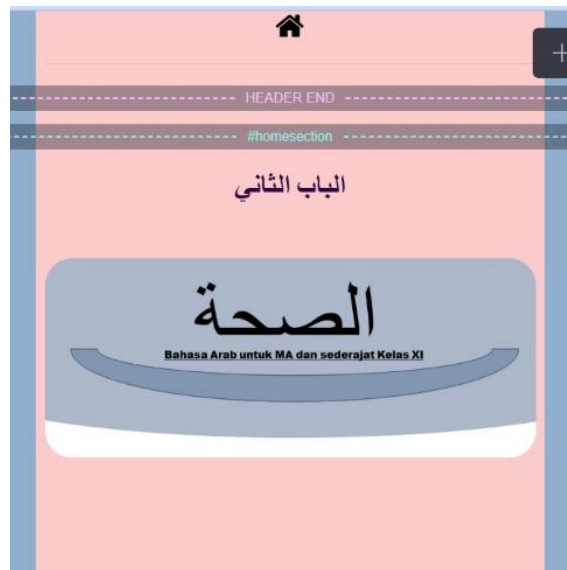 HEADER END
#homesection
الباب الثاني
الصحة
Bahasa Arab untuk MA dan sederajat Kelas XI